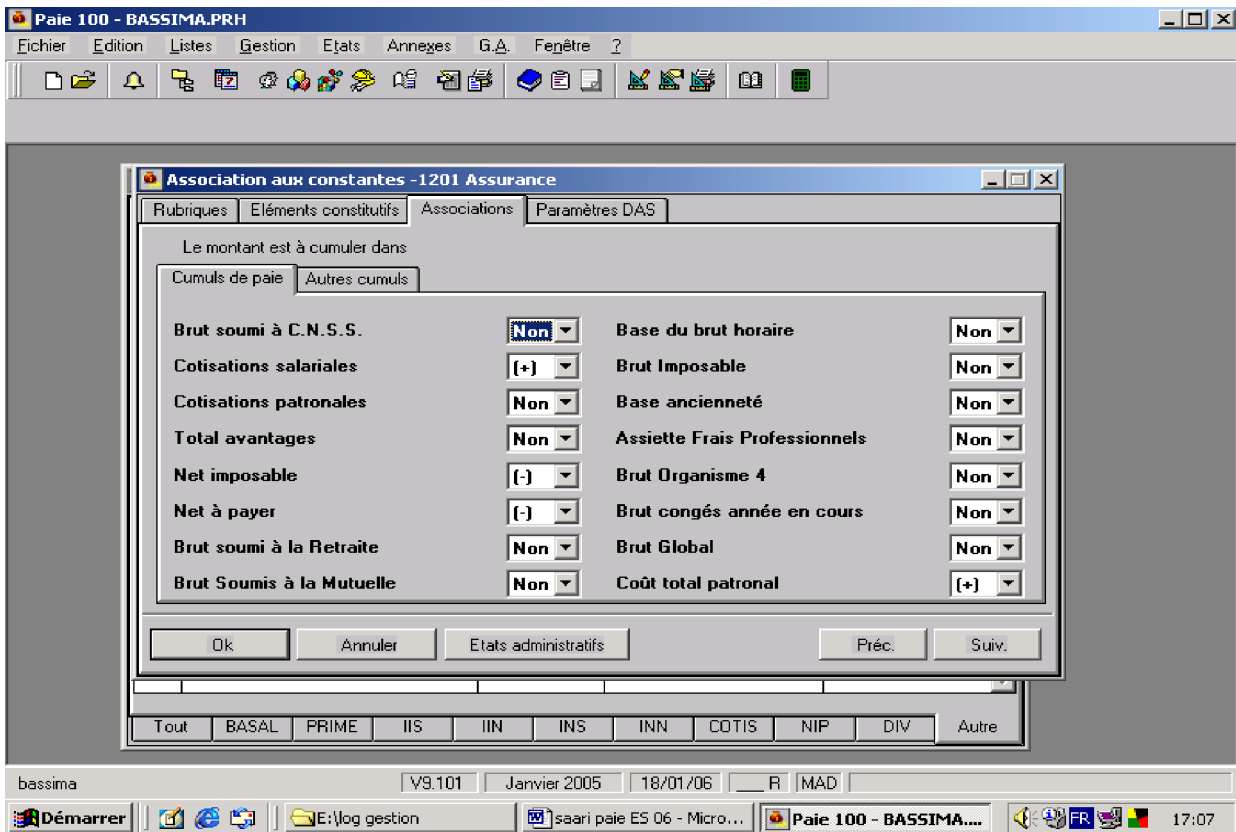 Paie 100 - BASSIMA.PRH
Fichier Edition Listes Gestion Etats Annexes G.A. Fenêtre ?
Association aux constantes -1201 Assurance
Rubriques Eléments constitutifs Associations Paramètres DAS
Le montant est à cumuler dans
Cumuls de paie Autres cumuls
Brut soumi à C.N.S.S. Non Base du brut horaire Non
Cotisations salariales (+) Brut Imposable Non
Cotisations patronales Non Base ancienneté Non
Total avantages Non Assiette Frais Professionnels Non
Net imposable (-) Brut Organisme 4 Non
Net à payer (-) Brut congés année en cours Non
Brut soumi à la Retraite Non Brut Global Non
Brut Soumis à la Mutuelle Non Coût total patronal (+)
Ok Annuler Etats administratifs Préc. Suiv.
Tout BASAL PRIME IIS IIN INS INN COTIS NIP DIV Autre
bassima V9.101 Janvier 2005 18/01/06 ___ R MAD
Démarrer E:\log gestion saari paie ES 06 - Micro... Paie 100 - BASSIMA.... FR 17:07